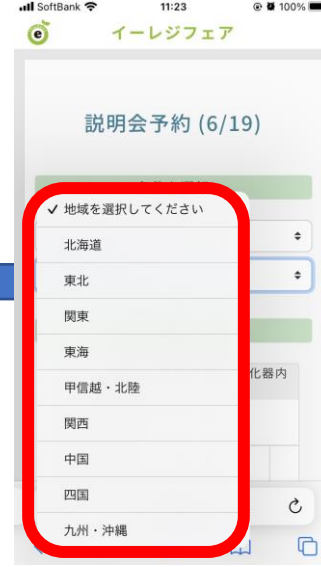 SoftBank 11:23 100%
e イーレジフェア
説明会予約 (6/19)
✓ 地域を選択してください
北海道
東北
関東
東海
化器内
甲信越・北陸
関西
中国
四国
九州・沖縄